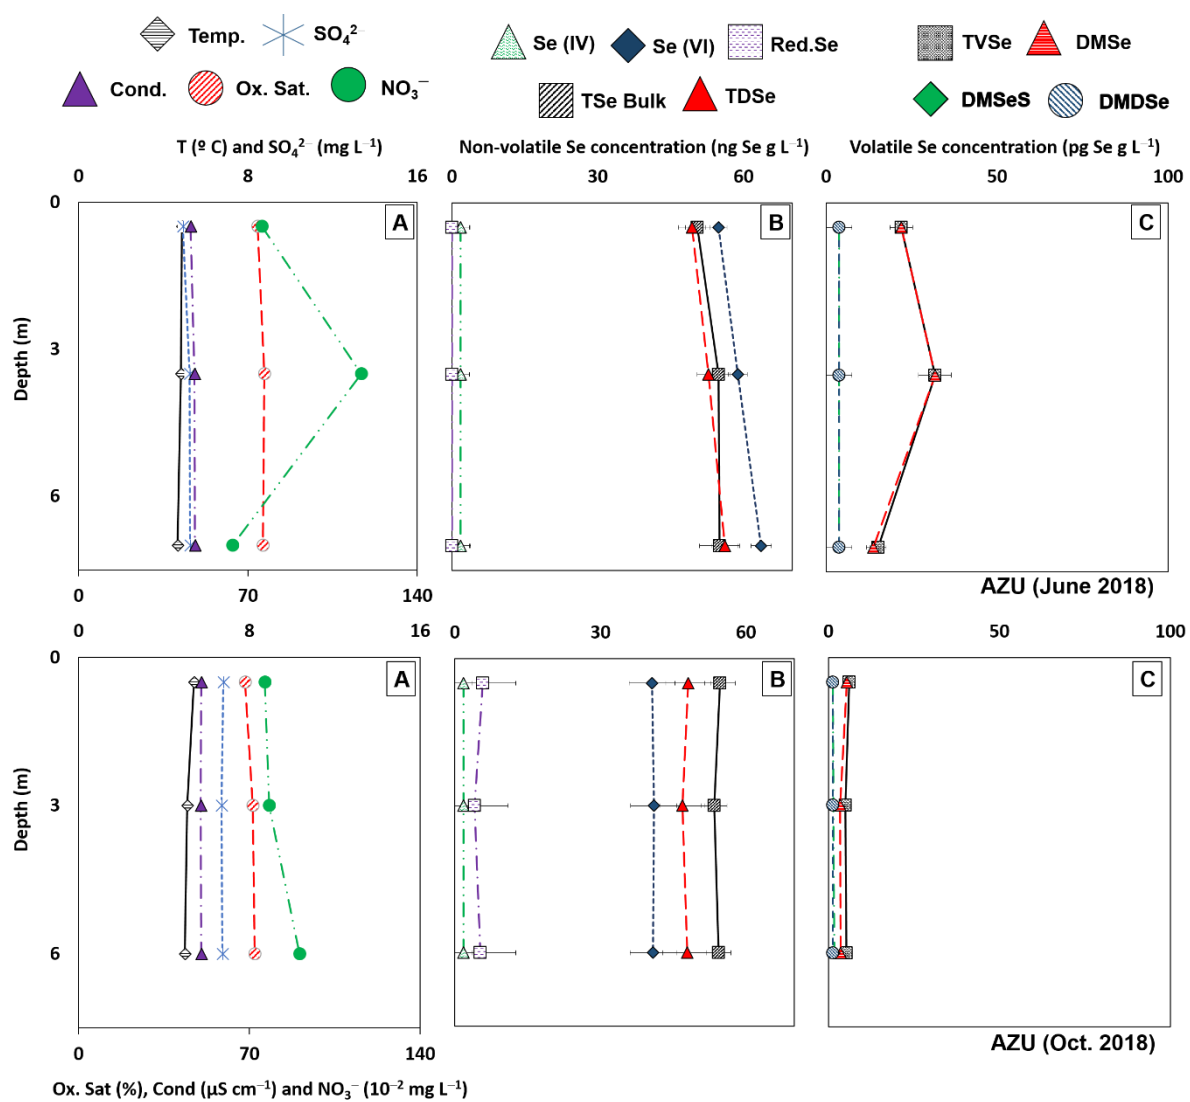 Temp. SO₄²⁻ Se (IV) Se (VI) Red.Se TVSe DMSe
Cond. Ox. Sat. NO₃⁻ TSe Bulk TDSe DMSeS DMDSe
T (º C) and SO₄²⁻ (mg L⁻¹) Non-volatile Se concentration (ng Se g L⁻¹) Volatile Se concentration (pg Se g L⁻¹)
0 8 16 0 30 60 0 50 100
0
A B C
3
Depth (m)
6
AZU (June 2018)
0 70 140
0 8 16 0 30 60 0 50 100
0
A B C
3
Depth (m)
6
AZU (Oct. 2018)
0 70 140
Ox. Sat (%), Cond (µS cm⁻¹) and NO₃⁻ (10⁻² mg L⁻¹)